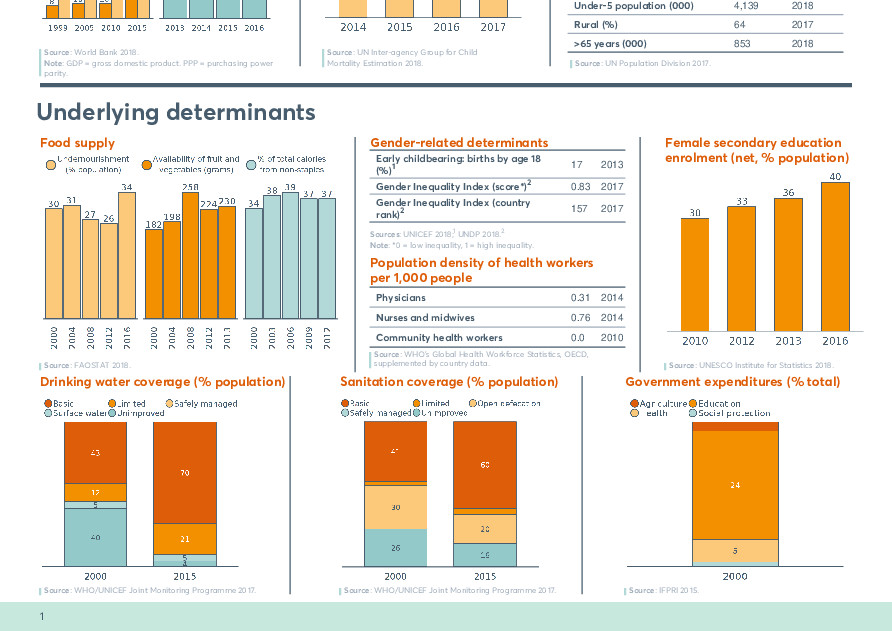 1999 2005 2010 2015
2013 2014 2015 2016
Source: World Bank 2018.
Note: GDP = gross domestic product. PPP = purchasing power
parity.
2014 2015 2016 2017
Source: UN Inter-agency Group for Child
Mortality Estimation 2018.
Under-5 population (000) 4,139 2018
Rural (%) 64 2017
>65 years (000) 853 2018
Source: UN Population Division 2017.
Underlying determinants
Food supply
Undernourishment
(% population)
Availability of fruit and
vegetables (grams)
% of total calories
from non-staples
30 31 27 26 34
182 198 258 224 230
34 38 39 37 37
2000 2004 2008 2012 2016
2000 2004 2008 2012 2013
2000 2003 2006 2009 2012
Source: FAOSTAT 2018.
Gender-related determinants
Early childbearing: births by age 18
(%)1 17 2013
Gender Inequality Index (score*)2 0.83 2017
Gender Inequality Index (country
rank)2 157 2017
Sources: UNICEF 2018,1 UNDP 2018.2
Note: *0 = low inequality, 1 = high inequality.
Population density of health workers
per 1,000 people
Physicians 0.31 2014
Nurses and midwives 0.76 2014
Community health workers 0.0 2010
Source: WHO's Global Health Workforce Statistics, OECD,
supplemented by country data.
Female secondary education
enrolment (net, % population)
30 33 36 40
2010 2012 2013 2016
Source: UNESCO Institute for Statistics 2018.
Drinking water coverage (% population)
Basic Limited Safely managed
Surface water Unimproved
43
12
5
40
70
21
5
2000 2015
Source: WHO/UNICEF Joint Monitoring Programme 2017.
Sanitation coverage (% population)
Basic Limited Open defecation
Safely managed Unimproved
41
30
26
60
20
16
2000 2015
Source: WHO/UNICEF Joint Monitoring Programme 2017.
Government expenditures (% total)
Agriculture Education
Health Social protection
24
5
2000
Source: IFPRI 2015.
1